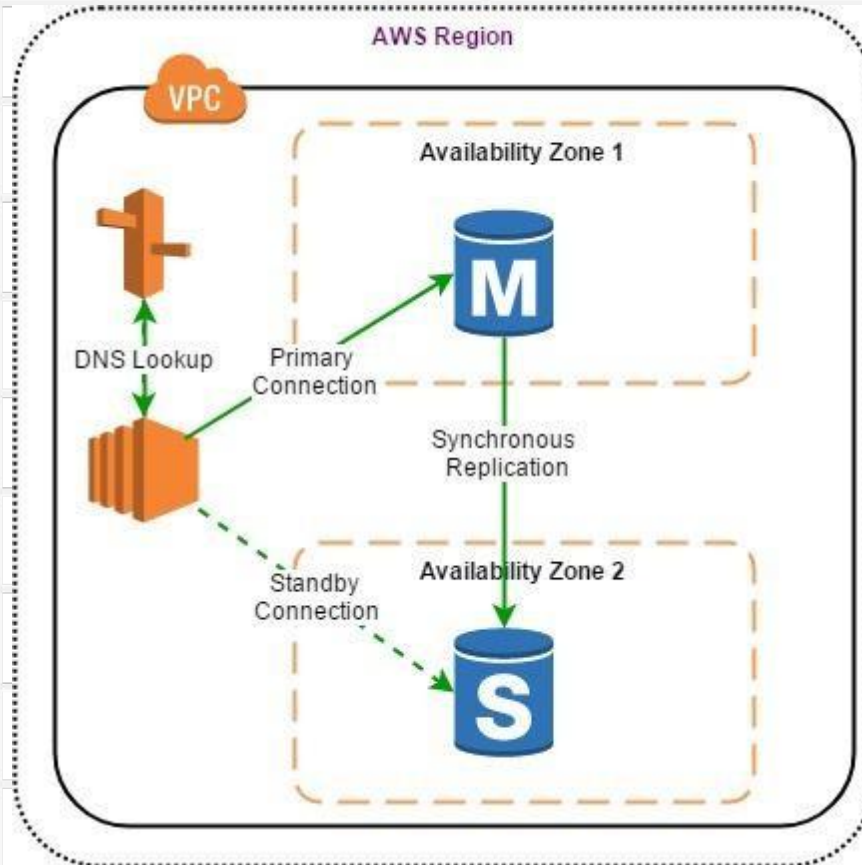 AWS Region
VPC
Availability Zone 1
M
DNS Lookup
Primary
Connection
Synchronous
Replication
Availability Zone 2
Standby
Connection
S